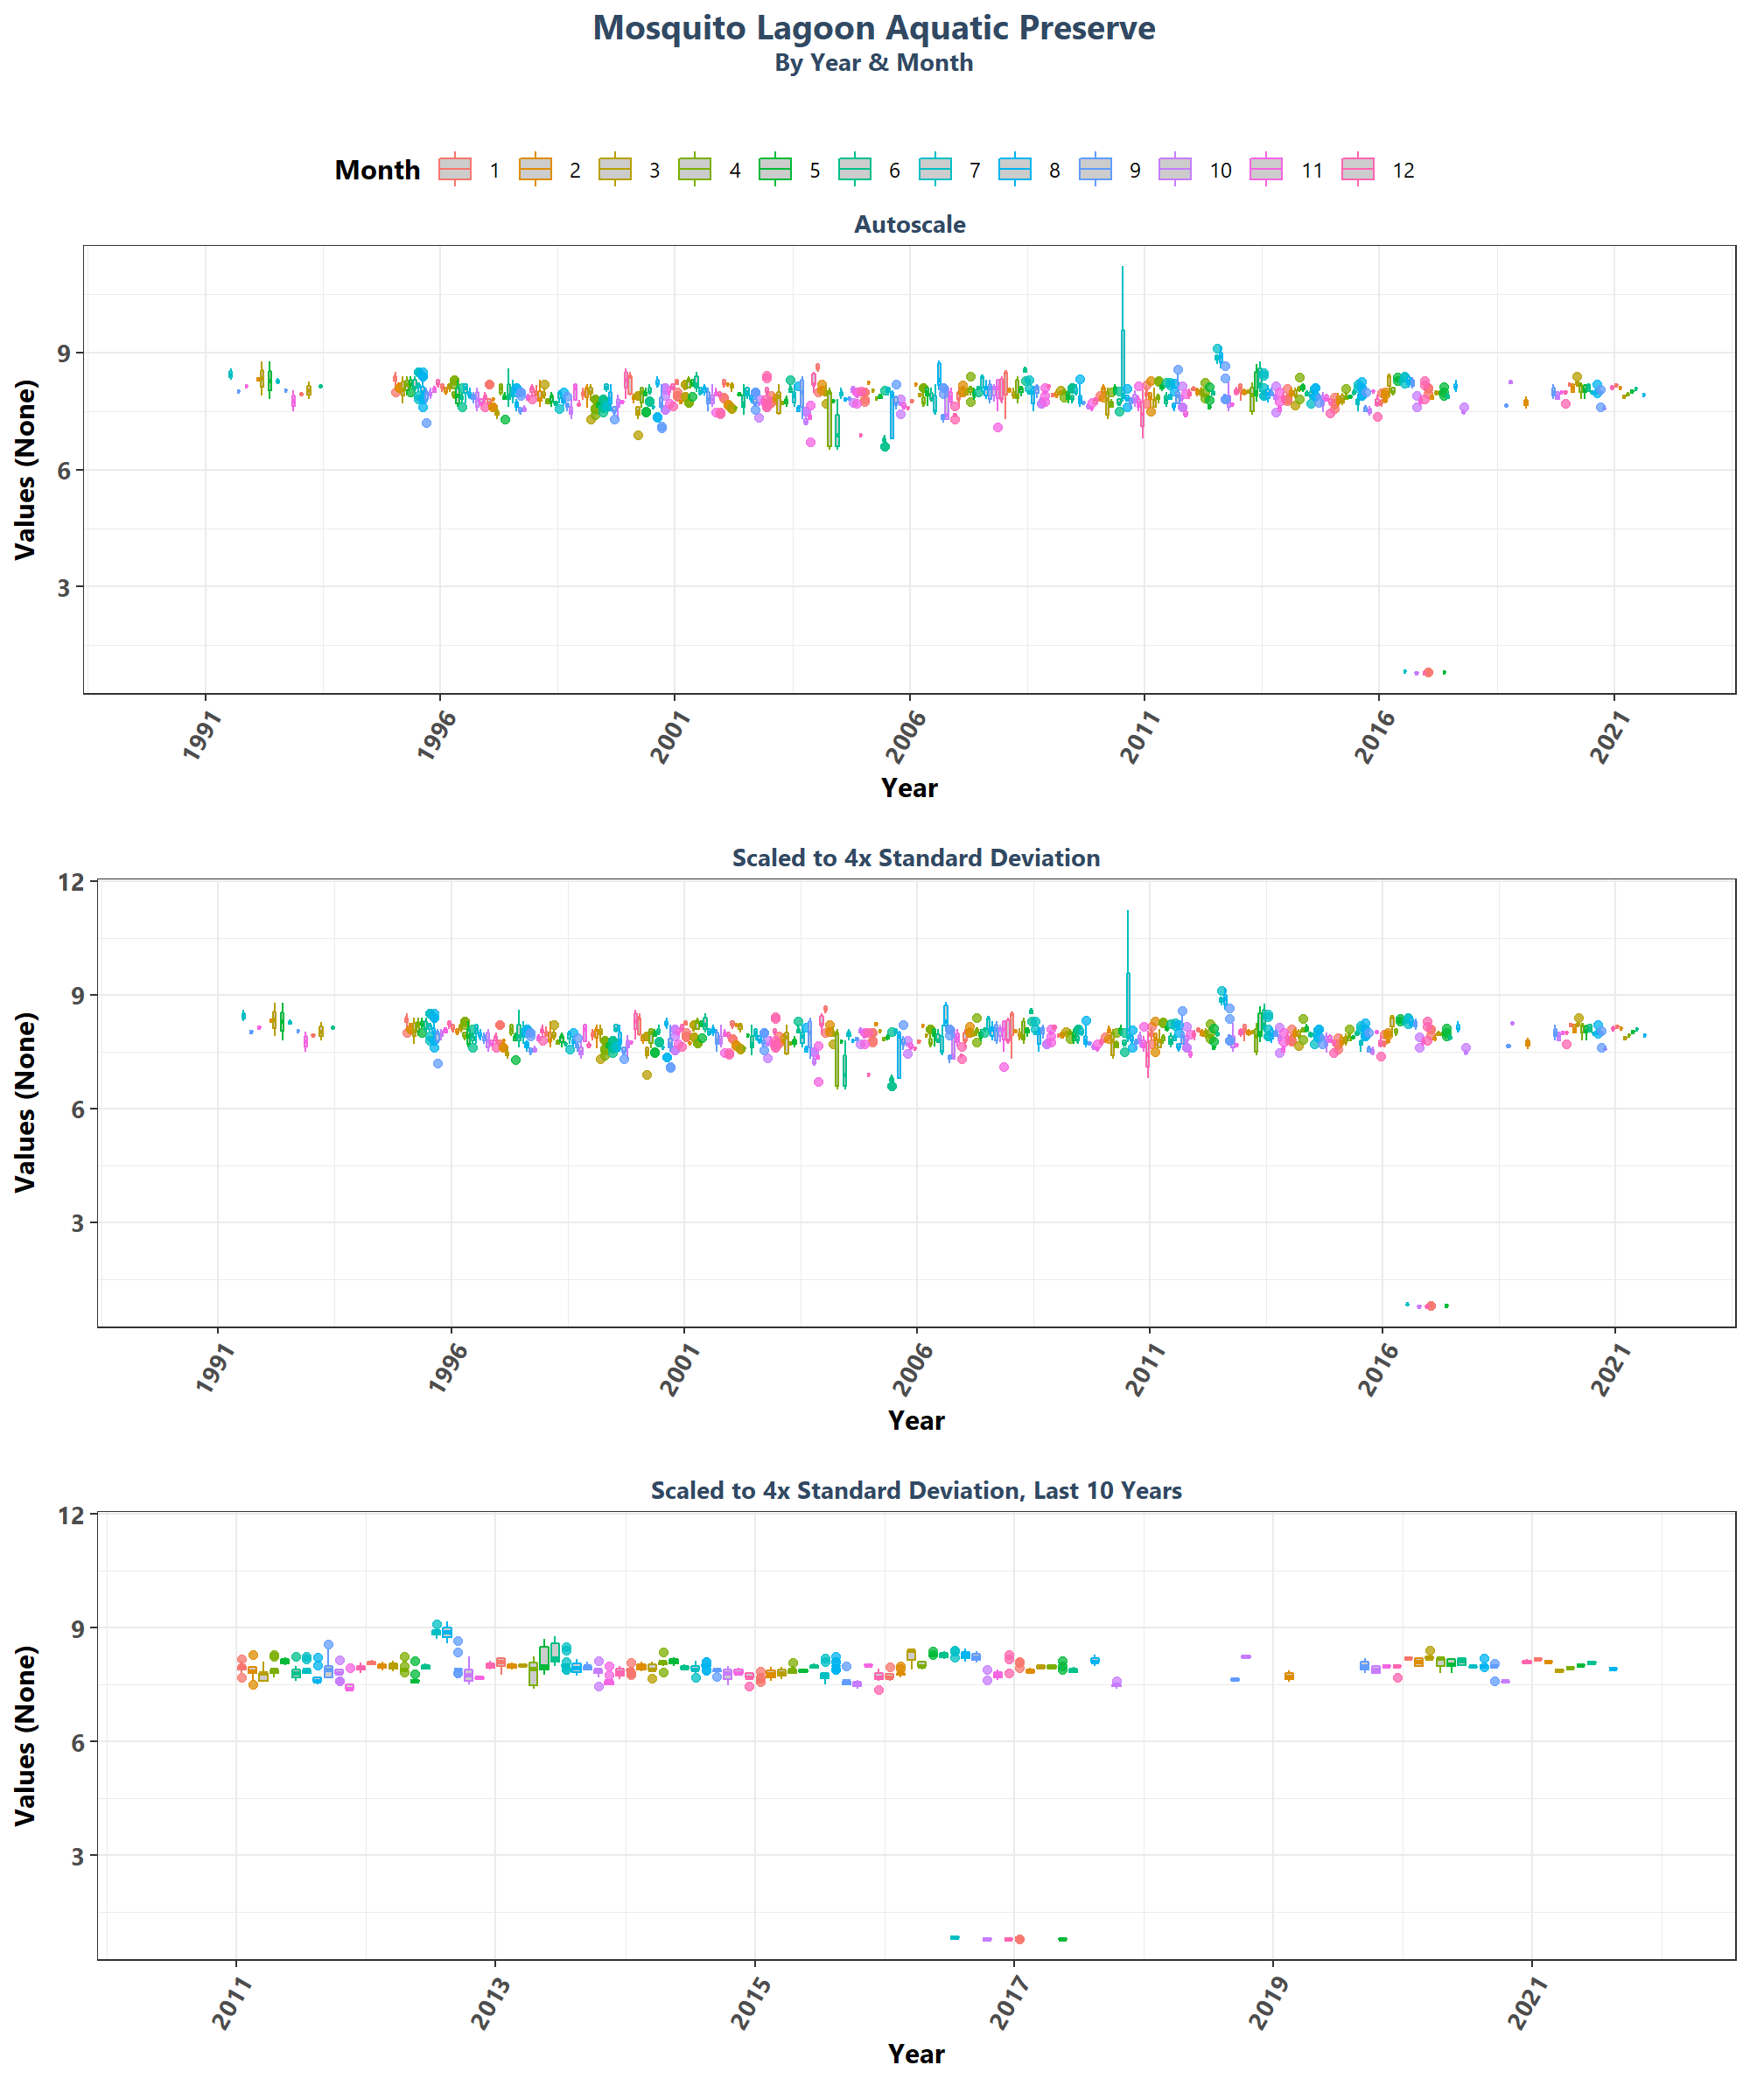 Mosquito Lagoon Aquatic Preserve
By Year & Month
Month 1 2 3 4 5 6 7 8 9 10 11 12
Autoscale
Values (None)
9
6
3
1991 1996 2001 2006 2011 2016 2021
Year
Scaled to 4x Standard Deviation
Values (None)
12
9
6
3
1991 1996 2001 2006 2011 2016 2021
Year
Scaled to 4x Standard Deviation, Last 10 Years
Values (None)
12
9
6
3
2011 2013 2015 2017 2019 2021
Year